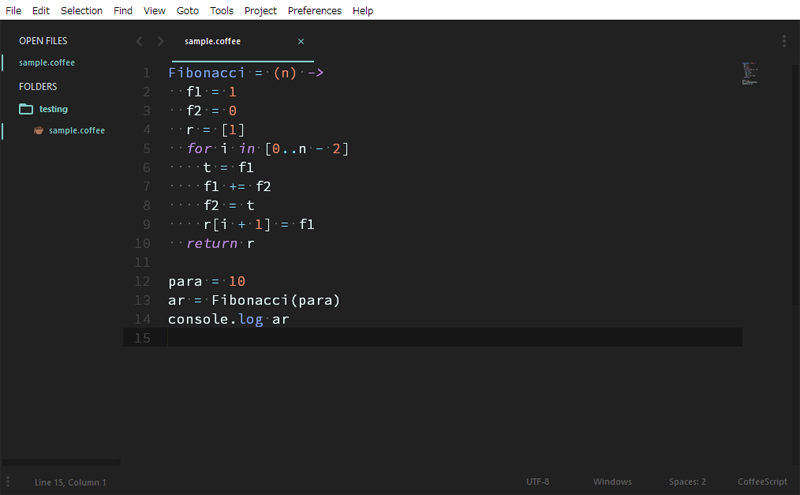 File Edit Selection Find View Goto Tools Project Preferences Help
OPEN FILES
sample.coffee
FOLDERS
testing
sample.coffee
sample.coffee ×
1 Fibonacci = (n) ->
2   f1 = 1
3   f2 = 0
4   r = [1]
5   for i in [0..n - 2]
6     t = f1
7     f1 += f2
8     f2 = t
9     r[i + 1] = f1
10   return r
11
12 para = 10
13 ar = Fibonacci(para)
14 console.log ar
15
Line 15, Column 1 UTF-8 Windows Spaces: 2 CoffeeScript